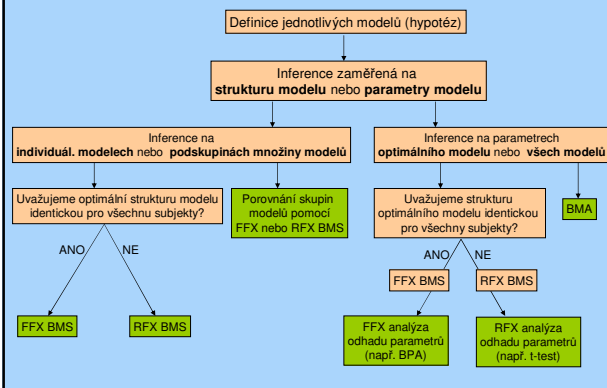 Definice jednotlivých modelů (hypotéz)
Inference zaměřená na
strukturu modelu nebo parametry modelu
Inference na
individuál. modelech nebo podskupinách množiny modelů
Inference na parametrech
optimálního modelu nebo všech modelů
Uvažujeme optimální strukturu modelu
identickou pro všechnu subjekty?
Porovnání skupin
modelů pomocí
FFX nebo RFX BMS
Uvažujeme strukturu
optimálního modelu identickou
pro všechny subjekty?
BMA
ANO
NE
FFX BMS
RFX BMS
ANO
NE
FFX BMS
RFX BMS
FFX analýza
odhadu parametrů
(např. BPA)
RFX analýza
odhadu parametrů
(např. t-test)